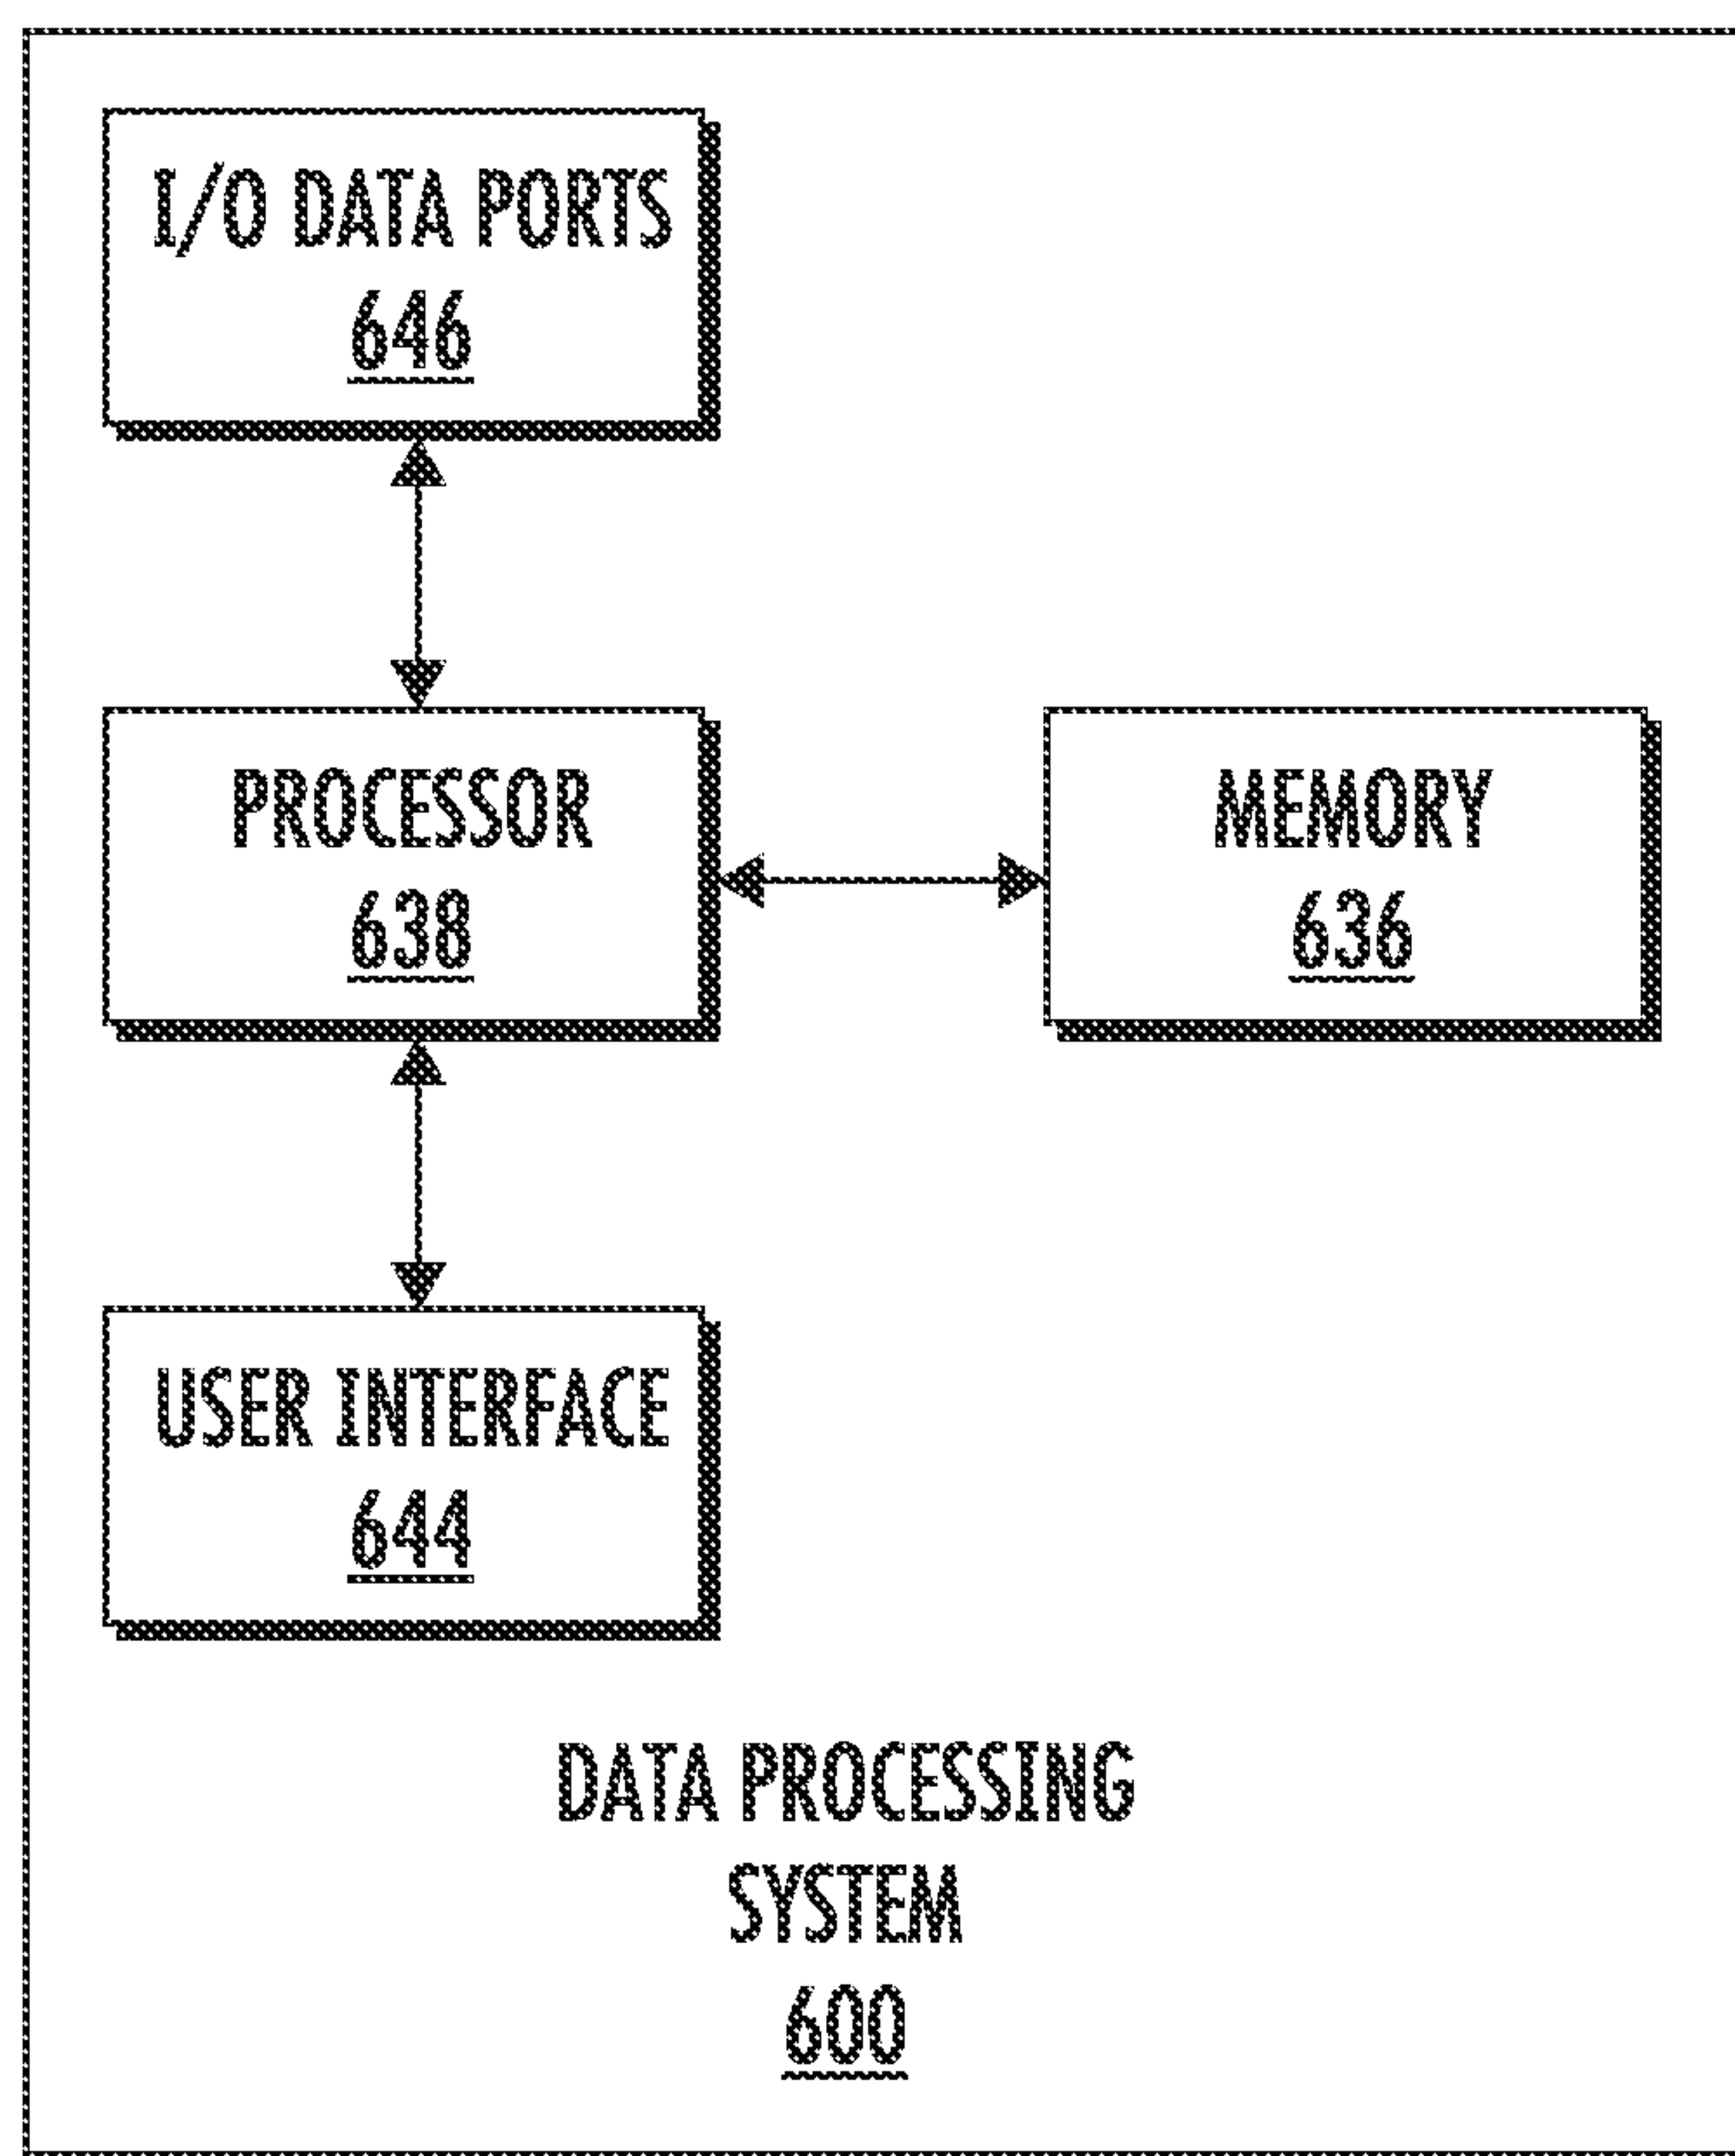 I/O DATA PORTS
646
PROCESSOR
638
MEMORY
636
USER INTERFACE
644
DATA PROCESSING
SYSTEM
600